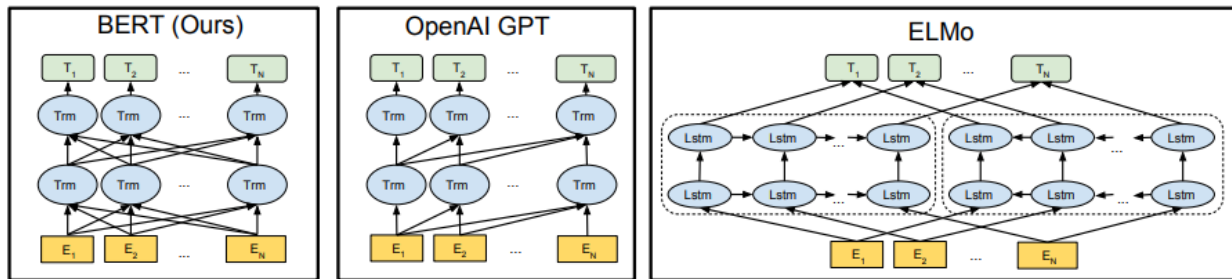 BERT (Ours)
T1 T2 ... TN
Trm Trm ... Trm
Trm Trm ... Trm
E1 E2 ... EN
OpenAI GPT
T1 T2 ... TN
Trm Trm ... Trm
Trm Trm ... Trm
E1 E2 ... EN
ELMo
T1 T2 ... TN
Lstm Lstm ... Lstm Lstm Lstm ... Lstm
Lstm Lstm ... Lstm Lstm Lstm ... Lstm
E1 E2 ... EN